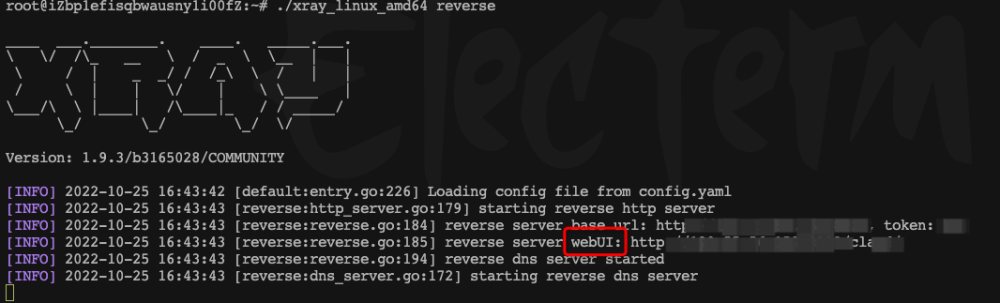 root@iZbplefisqbwausny1i00fZ:~# ./xray_linux_amd64 reverse
XRAY
Electerm
Version: 1.9.3/b3165028/COMMUNITY
[INFO] 2022-10-25 16:43:42 [default:entry.go:226] Loading config file from config.yaml
[INFO] 2022-10-25 16:43:43 [reverse:http_server.go:179] starting reverse http server
[INFO] 2022-10-25 16:43:43 [reverse:reverse.go:184] reverse server base url: http , token:
[INFO] 2022-10-25 16:43:43 [reverse:reverse.go:185] reverse server webUI: http
[INFO] 2022-10-25 16:43:43 [reverse:reverse.go:194] reverse dns server started
[INFO] 2022-10-25 16:43:43 [reverse:dns_server.go:172] starting reverse dns server